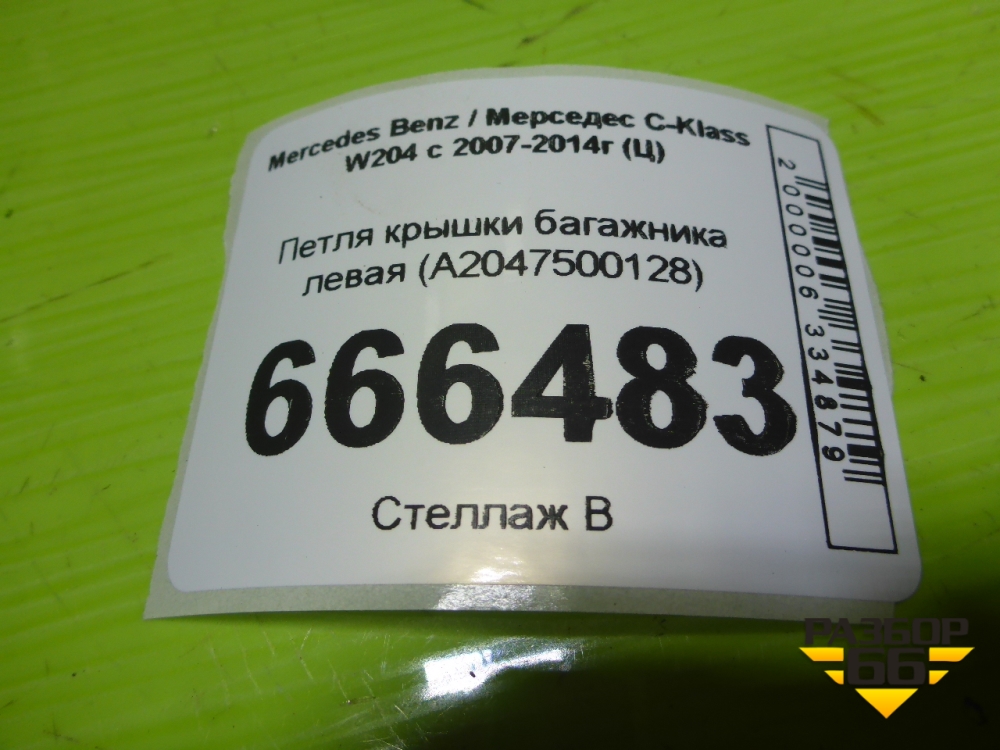 Mercedes Benz / Мерседес C-Klass
W204 с 2007-2014г (Ц)
Петля крышки багажника
левая (A2047500128)
666483
Стеллаж В
2000006334879
РАЗБОР
66